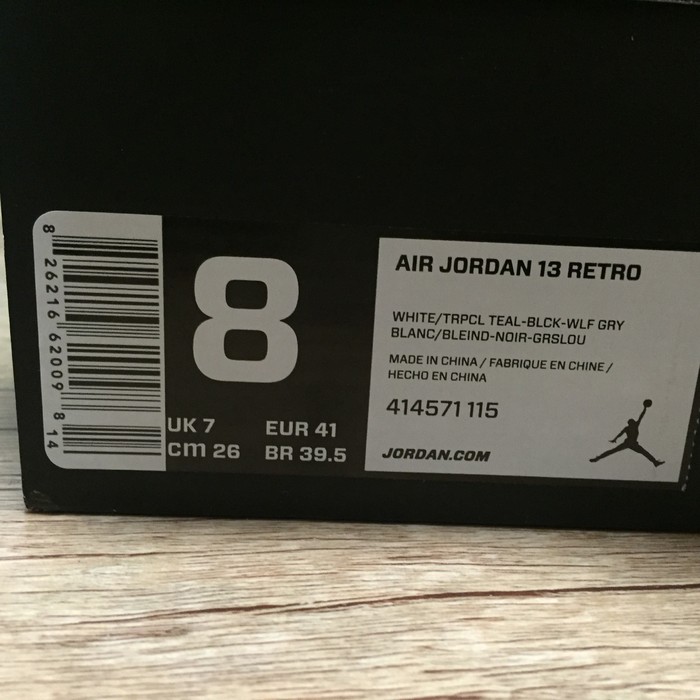 8 26216 62009 8 14
8
UK 7 EUR 41
cm 26 BR 39.5
AIR JORDAN 13 RETRO
WHITE/TRPCL TEAL-BLCK-WLF GRY
BLANC/BLEIND-NOIR-GRSLOU
MADE IN CHINA / FABRIQUE EN CHINE /
HECHO EN CHINA
414571 115
JORDAN.COM